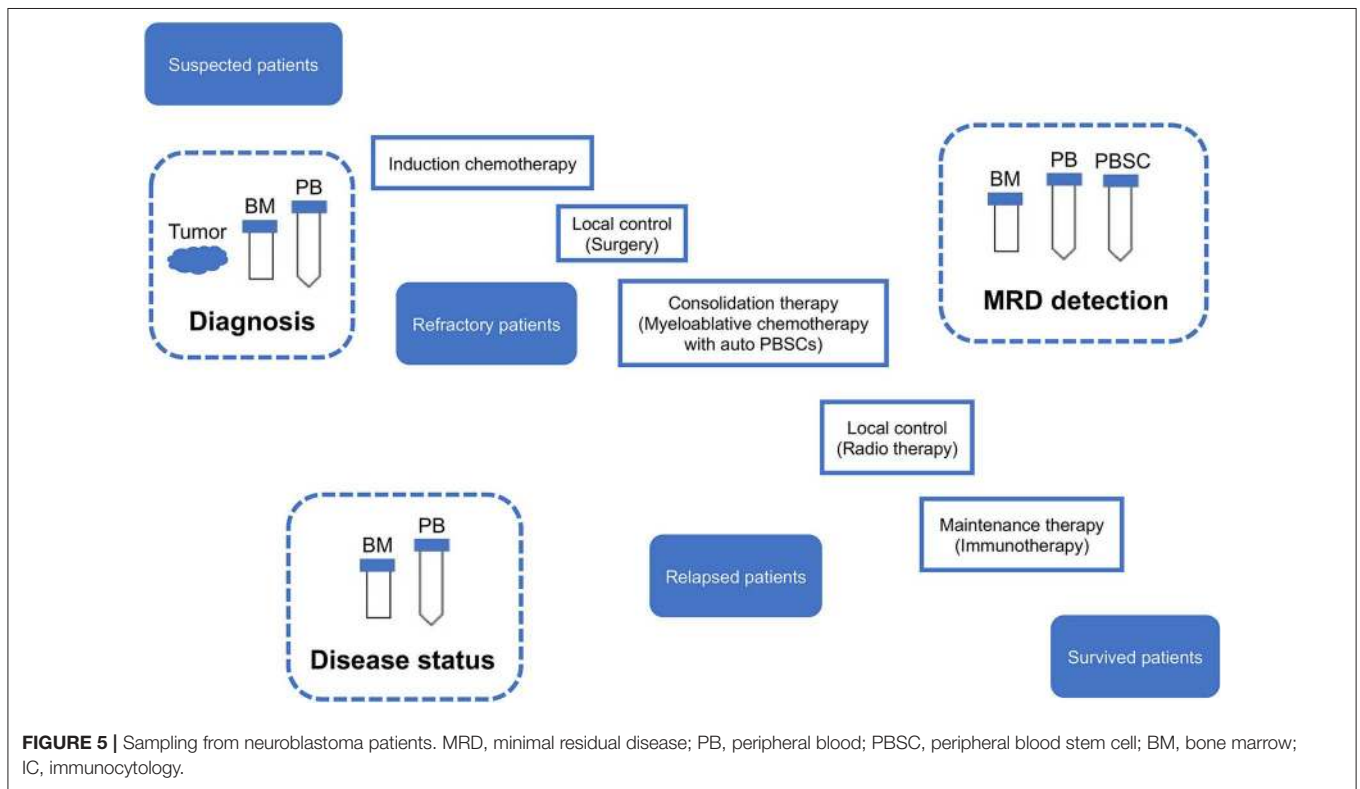 Suspected patients
Induction chemotherapy
PB
BM
Tumor
Diagnosis
Local control
(Surgery)
BM
PB
PBSC
MRD detection
Refractory patients
Consolidation therapy
(Myeloablative chemotherapy
with auto PBSCs)
Local control
(Radio therapy)
BM
PB
Disease status
Maintenance therapy
(Immunotherapy)
Relapsed patients
Survived patients
FIGURE 5 | Sampling from neuroblastoma patients. MRD, minimal residual disease; PB, peripheral blood; PBSC, peripheral blood stem cell; BM, bone marrow;
IC, immunocytology.